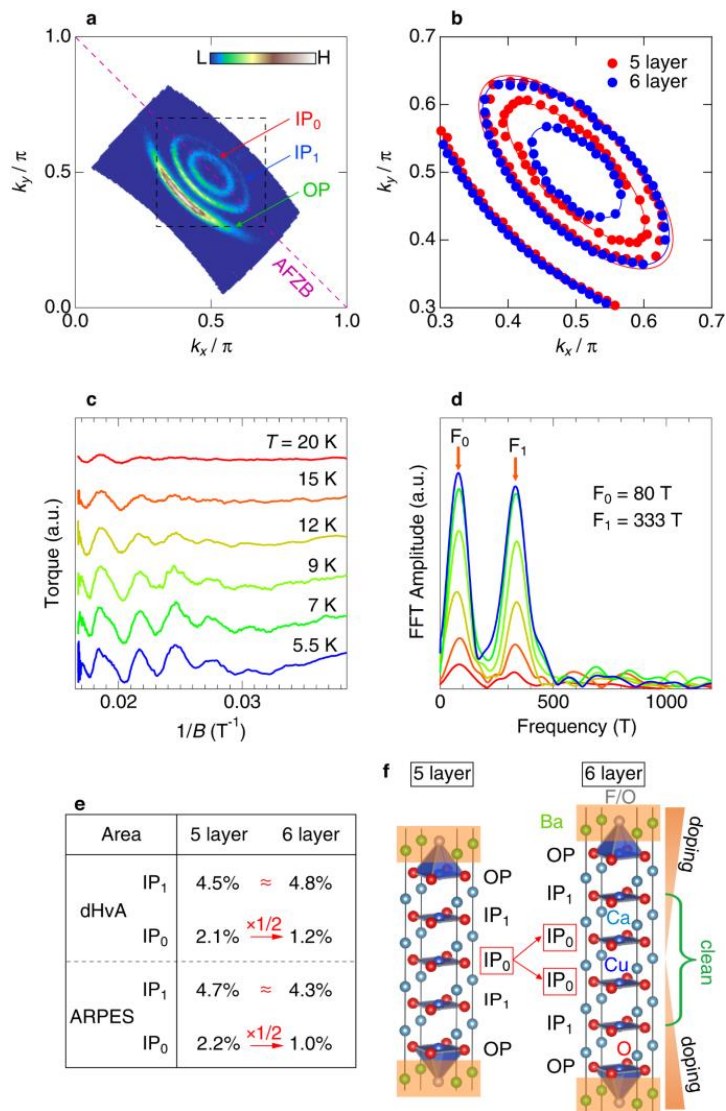 a
L H
1.0
0.5
0.0
0.0 0.5 1.0
k_y / π
k_x / π
IP₀
IP₁
OP
AFZB
b
5 layer
6 layer
0.7
0.6
0.5
0.4
0.3
0.3 0.4 0.5 0.6 0.7
k_y / π
k_x / π
c
T = 20 K
15 K
12 K
9 K
7 K
5.5 K
Torque (a.u.)
0.02 0.03
1/B (T⁻¹)
d
F₀ F₁
F₀ = 80 T
F₁ = 333 T
FFT Amplitude (a.u.)
0 500 1000
Frequency (T)
e
Area 5 layer 6 layer
dHvA
IP₁ 4.5% ≈ 4.8%
×1/2
IP₀ 2.1% → 1.2%
ARPES
IP₁ 4.7% ≈ 4.3%
×1/2
IP₀ 2.2% → 1.0%
f
5 layer
OP
IP₁
IP₀
IP₁
OP
6 layer
F/O
Ba
OP
IP₁
Ca
IP₀
Cu
IP₀
IP₁
O
OP
doping
clean
doping